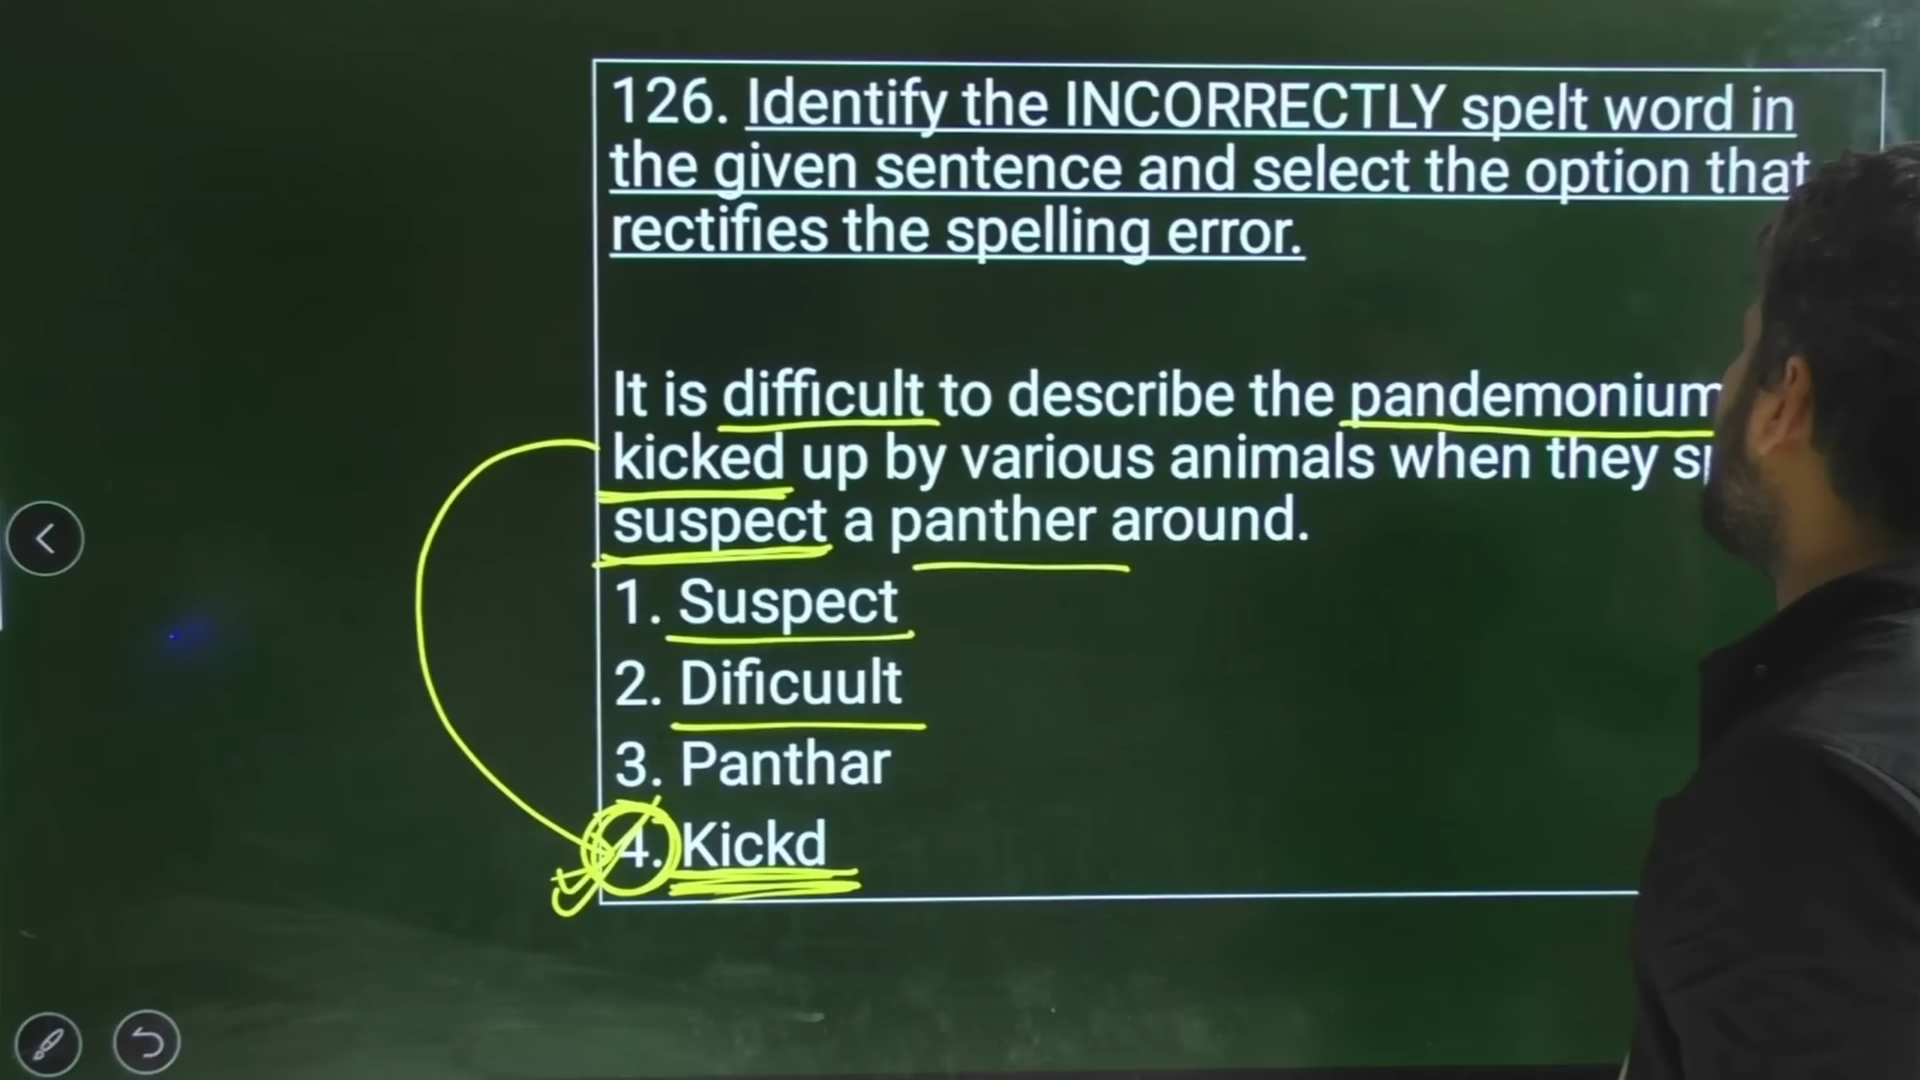 126. Identify the INCORRECTLY spelt word in
the given sentence and select the option that
rectifies the spelling error.
It is difficult to describe the pandemonium
kicked up by various animals when they
suspect a panther around.
1. Suspect
2. Dificuult
3. Panthar
4. Kickd